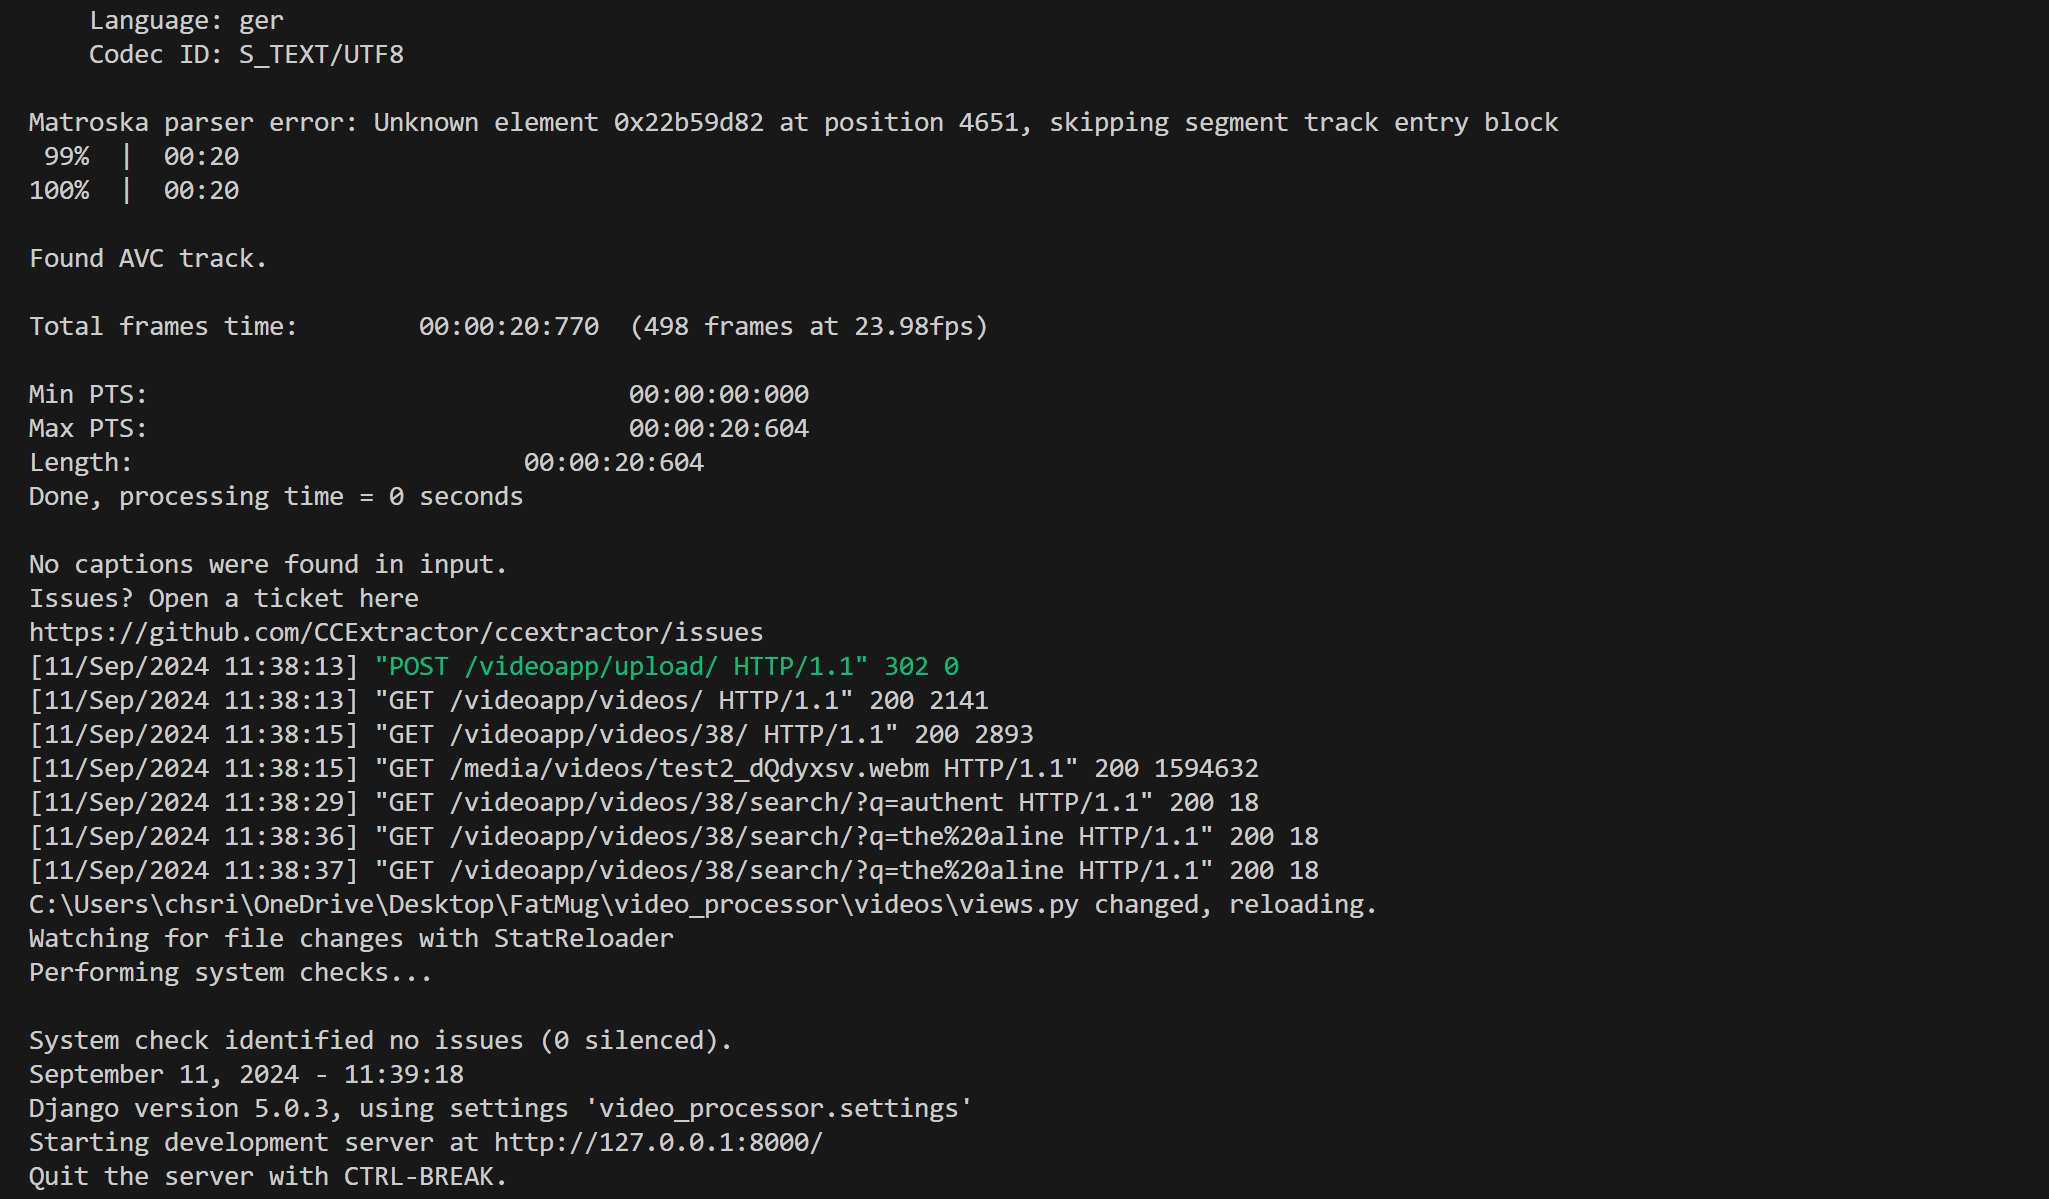 Language: ger
Codec ID: S_TEXT/UTF8
Matroska parser error: Unknown element 0x22b59d82 at position 4651, skipping segment track entry block
99%  |  00:20
100%  |  00:20
Found AVC track.
Total frames time:        00:00:20:770  (498 frames at 23.98fps)
Min PTS:                                00:00:00:000
Max PTS:                                00:00:20:604
Length:                          00:00:20:604
Done, processing time = 0 seconds
No captions were found in input.
Issues? Open a ticket here
https://github.com/CCExtractor/ccextractor/issues
[11/Sep/2024 11:38:13] "POST /videoapp/upload/ HTTP/1.1" 302 0
[11/Sep/2024 11:38:13] "GET /videoapp/videos/ HTTP/1.1" 200 2141
[11/Sep/2024 11:38:15] "GET /videoapp/videos/38/ HTTP/1.1" 200 2893
[11/Sep/2024 11:38:15] "GET /media/videos/test2_dQdyxsv.webm HTTP/1.1" 200 1594632
[11/Sep/2024 11:38:29] "GET /videoapp/videos/38/search/?q=authent HTTP/1.1" 200 18
[11/Sep/2024 11:38:36] "GET /videoapp/videos/38/search/?q=the%20aline HTTP/1.1" 200 18
[11/Sep/2024 11:38:37] "GET /videoapp/videos/38/search/?q=the%20aline HTTP/1.1" 200 18
C:\Users\chsri\OneDrive\Desktop\FatMug\video_processor\videos\views.py changed, reloading.
Watching for file changes with StatReloader
Performing system checks...
System check identified no issues (0 silenced).
September 11, 2024 - 11:39:18
Django version 5.0.3, using settings 'video_processor.settings'
Starting development server at http://127.0.0.1:8000/
Quit the server with CTRL-BREAK.